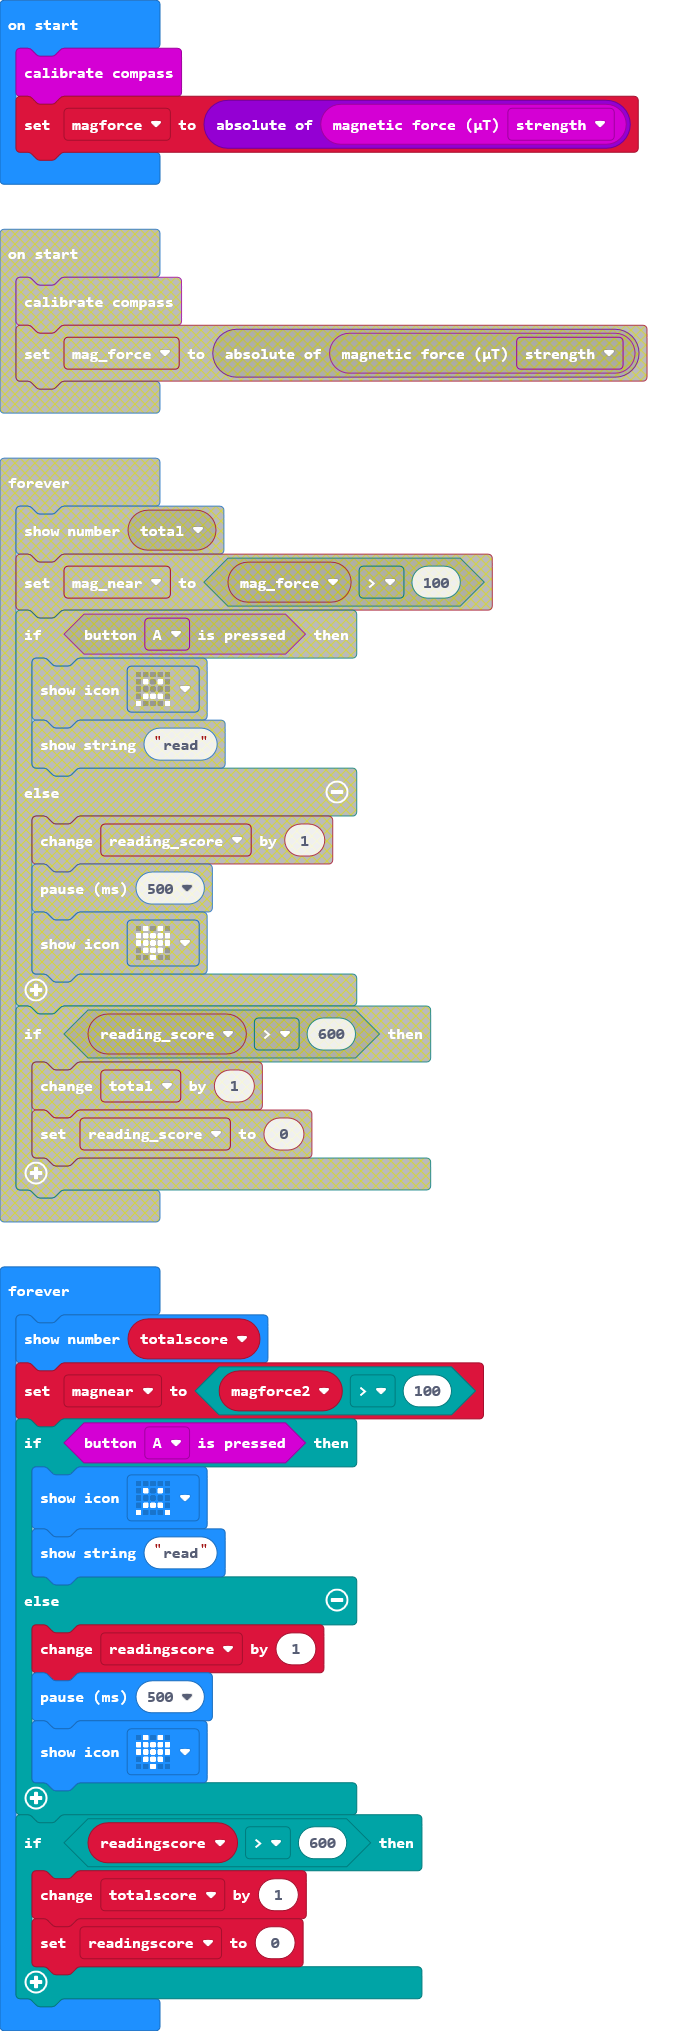 on start
calibrate compass
set magforce to absolute of magnetic force (µT) strength
on start
calibrate compass
set mag_force to absolute of magnetic force (µT) strength
forever
show number total
set mag_near to mag_force > 100
if button A is pressed then
show icon
show string "read"
else
change reading_score by 1
pause (ms) 500
show icon
if reading_score > 600 then
change total by 1
set reading_score to 0
forever
show number totalscore
set magnear to magforce2 > 100
if button A is pressed then
show icon
show string "read"
else
change readingscore by 1
pause (ms) 500
show icon
if readingscore > 600 then
change totalscore by 1
set readingscore to 0